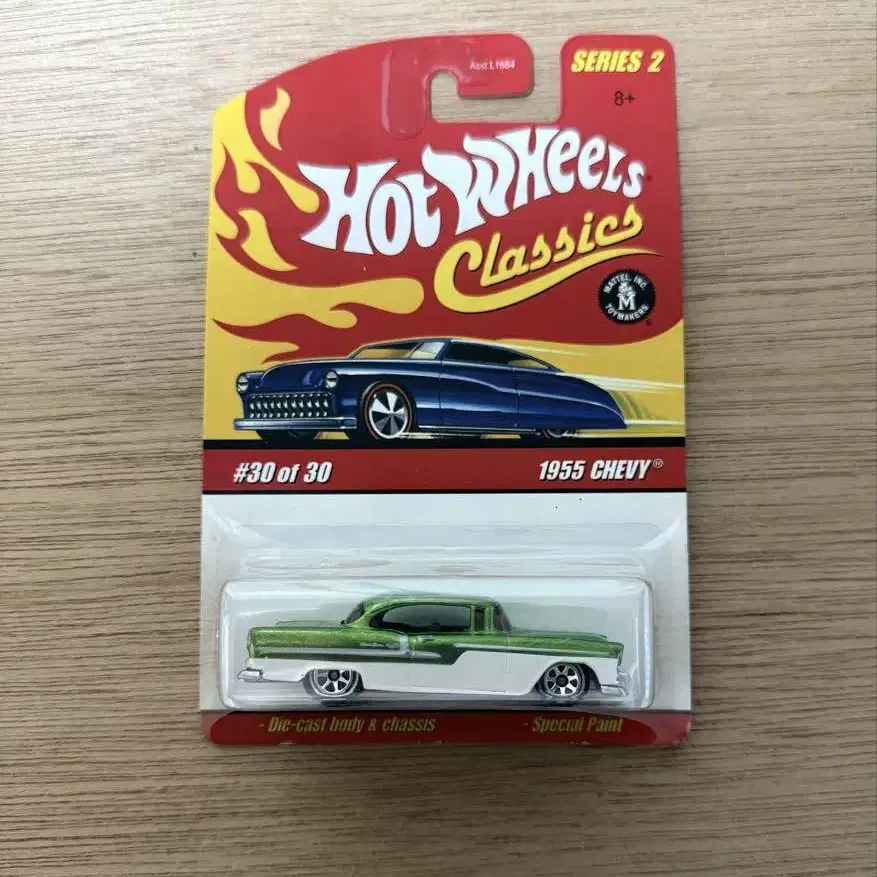 Asst. L1684
SERIES 2
8+
HOT WHEELS®
Classics
MATTEL, INC.
M
TOYMAKERS
®
#30 of 30
1955 CHEVY®
- Die-cast body & chassis
- Special Paint